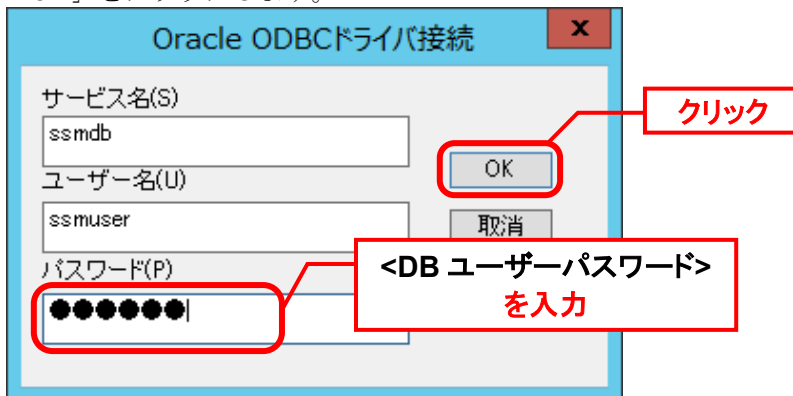 Oracle ODBCドライバ接続
x
サービス名(S)
ssmdb
クリック
OK
ユーザー名(U)
ssmuser
取消
パスワード(P)
<DB ユーザーパスワード>
を入力
●●●●●●